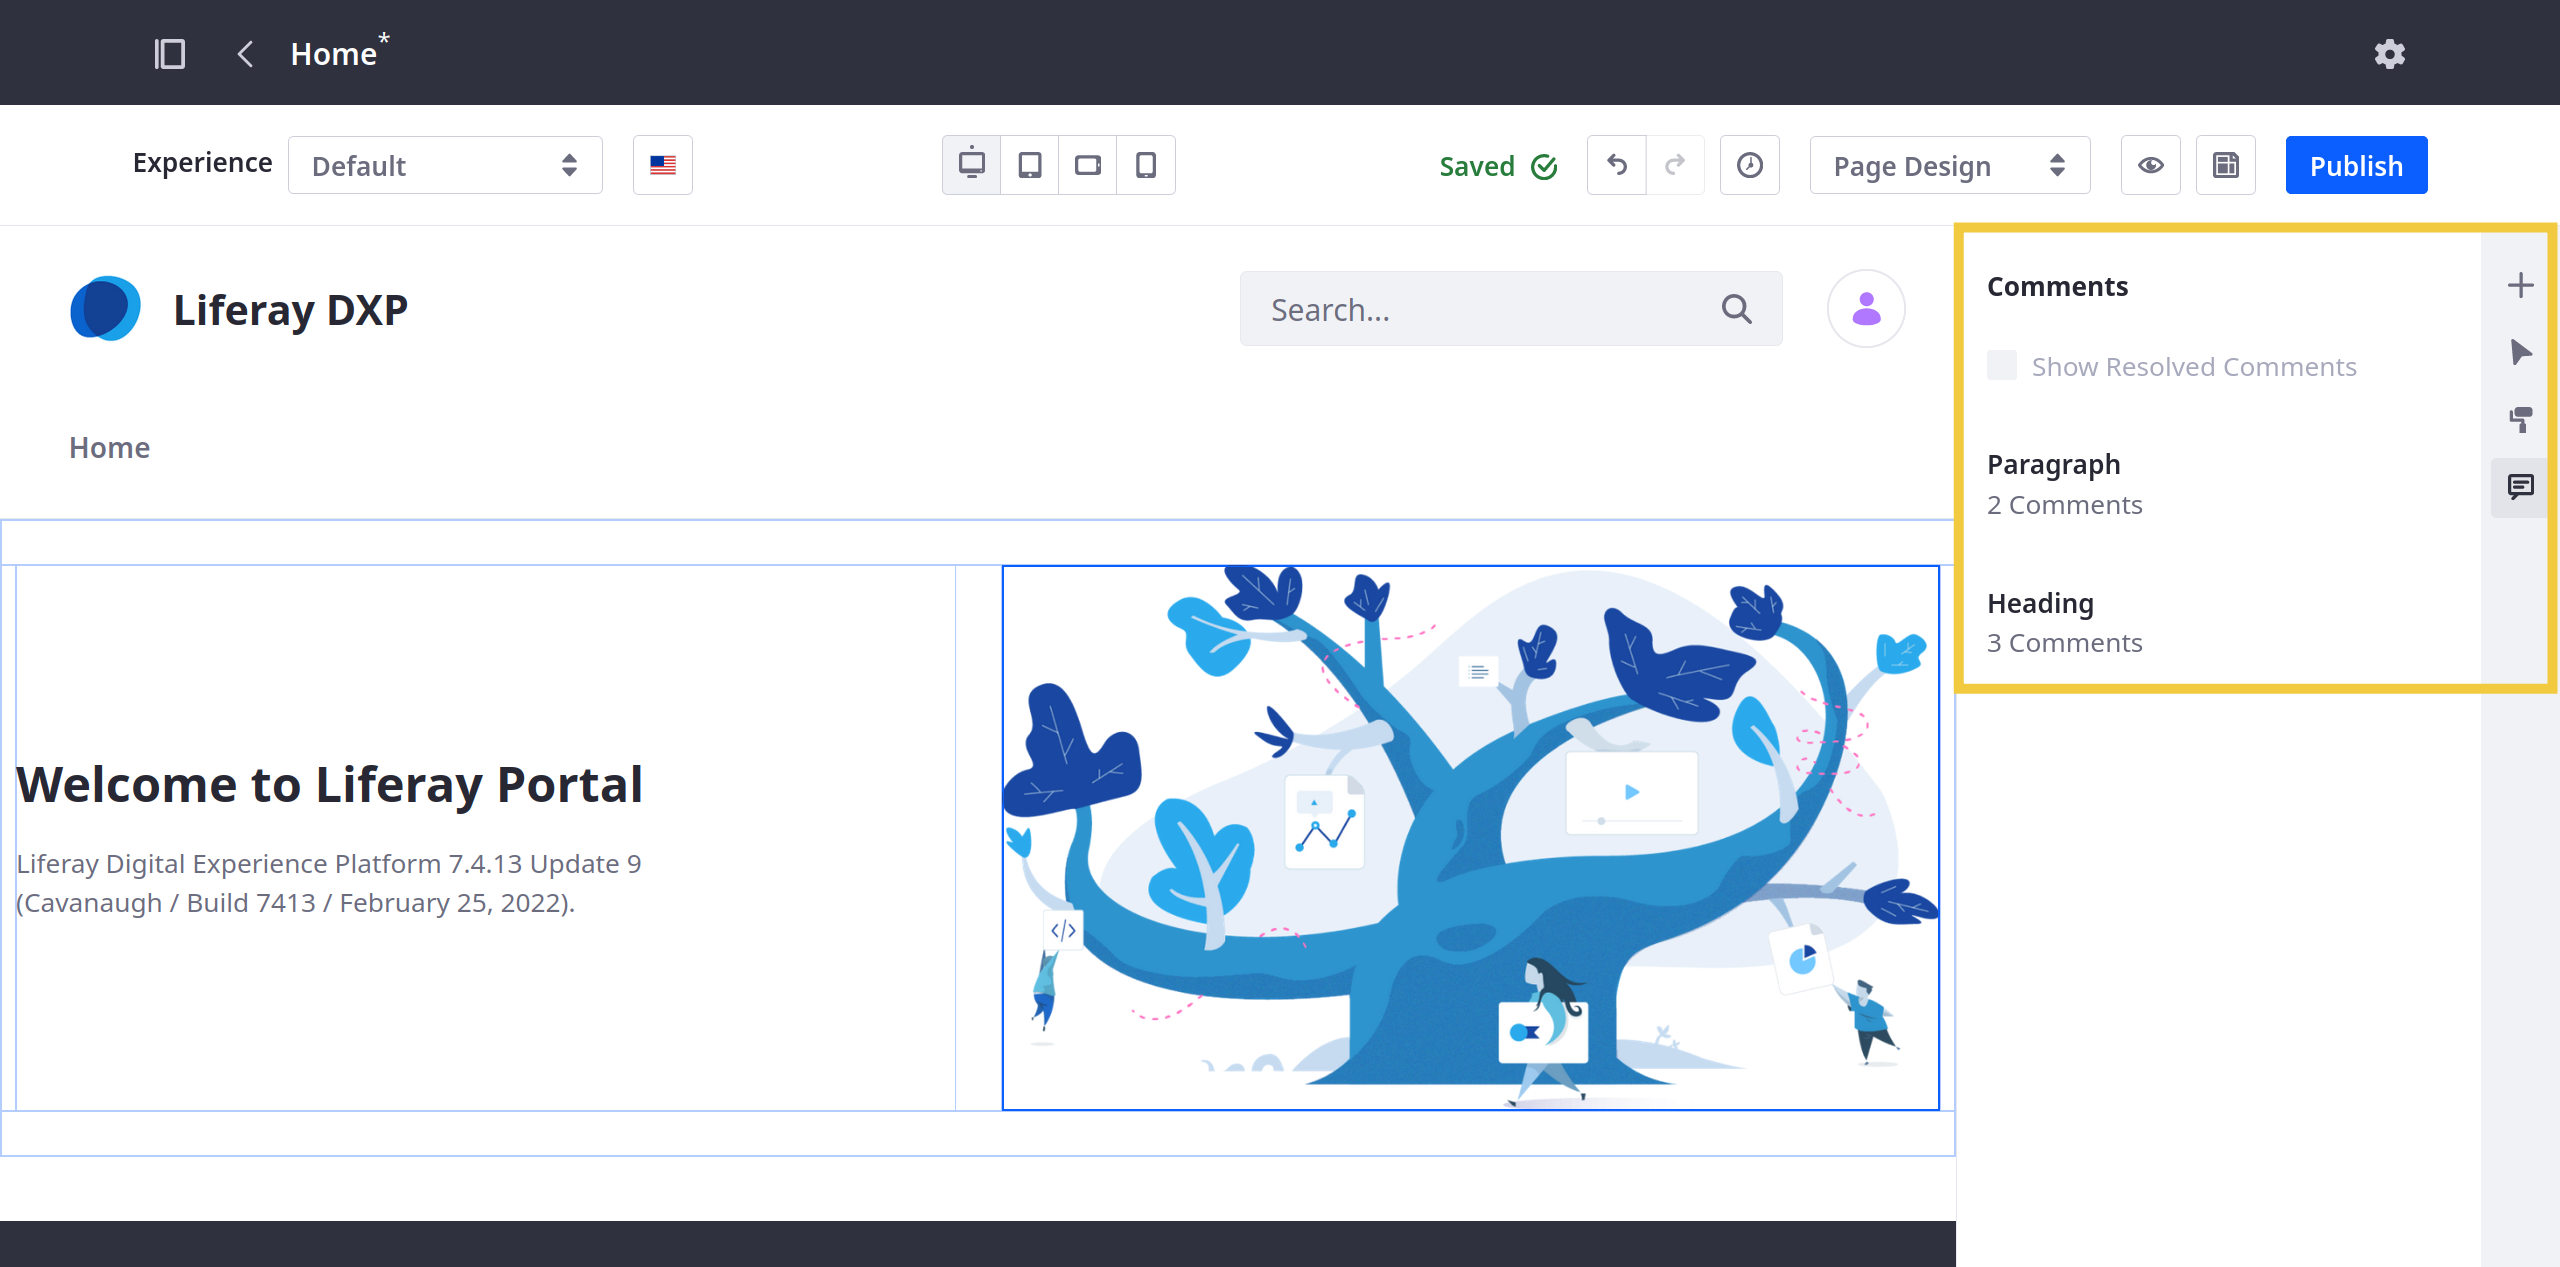 Home*
Experience Default Saved Page Design Publish
Liferay DXP Search...
Home
Comments
Show Resolved Comments
Paragraph
2 Comments
Heading
3 Comments
Welcome to Liferay Portal
Liferay Digital Experience Platform 7.4.13 Update 9
(Cavanaugh / Build 7413 / February 25, 2022).